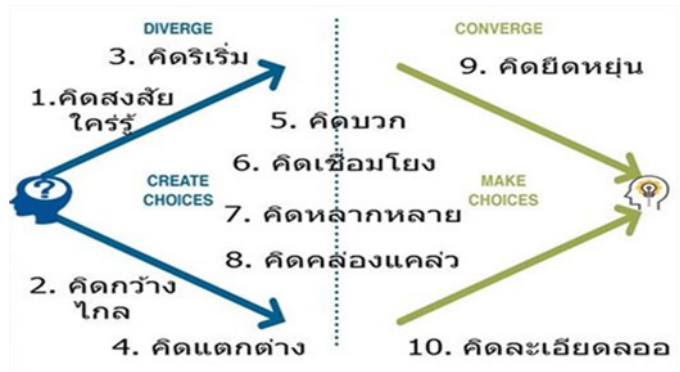 DIVERGE
CONVERGE
3. คิดริเริ่ม
9. คิดยืดหยุ่น
1.คิดสงสัย
ใคร่รู้
5. คิดบวก
6. คิดเชื่อมโยง
CREATE
CHOICES
MAKE
CHOICES
7. คิดหลากหลาย
8. คิดคล่องแคล่ว
2. คิดกว้าง
ไกล
4. คิดแตกต่าง
10. คิดละเอียดลออ
?